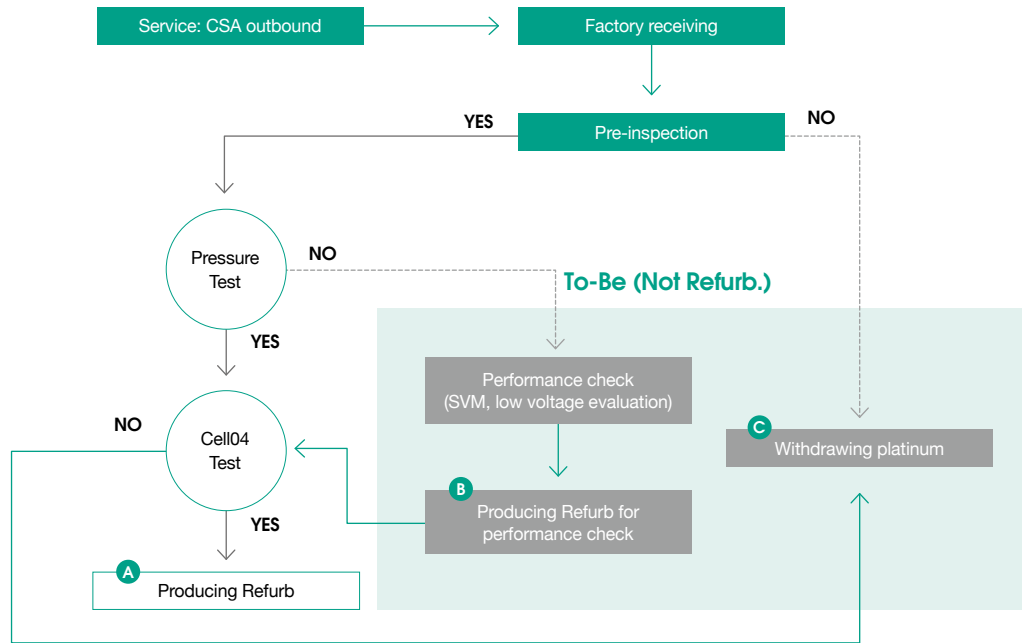 Service: CSA outbound
Factory receiving
YES
Pre-inspection
NO
Pressure
Test
NO
To-Be (Not Refurb.)
YES
Performance check
(SVM, low voltage evaluation)
NO
Cell04
Test
C
Withdrawing platinum
B
Producing Refurb for
performance check
YES
A
Producing Refurb